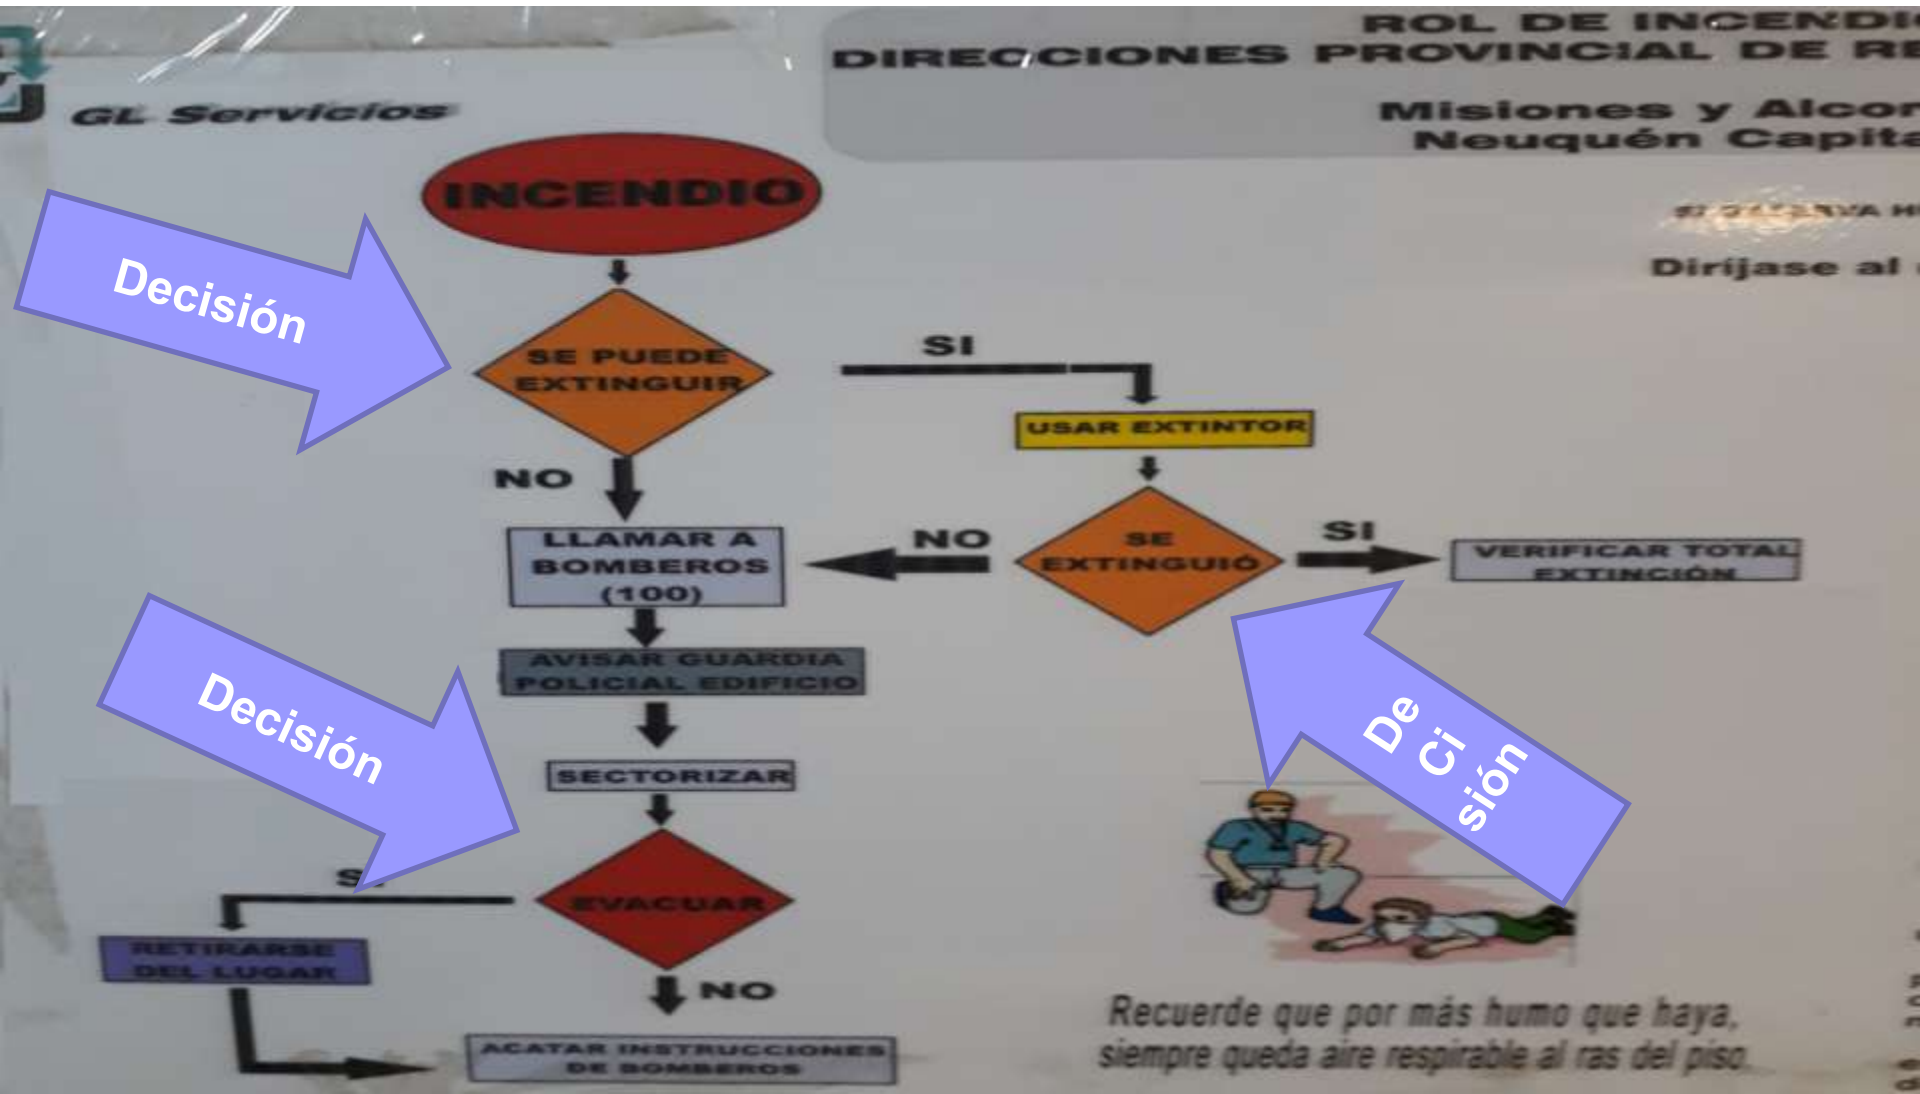 GL Servicios
ROL DE INCENDI
DIRECCIONES PROVINCIAL DE RE
Misiones y Alcor
Neuquén Capita
Dirijase al
INCENDIO
Decisión
SE PUEDE
EXTINGUIR
SI
USAR EXTINTOR
NO
LLAMAR A
BOMBEROS
(100)
NO
SE
EXTINGUIÓ
SI
VERIFICAR TOTAL
EXTINCIÓN
AVISAR GUARDIA
POLICIAL EDIFICIO
Decisión
De
Ci
sión
SECTORIZAR
EVACUAR
RETIRARSE
DEL LUGAR
NO
ACATAR INSTRUCCIONES
DE BOMBEROS
Recuerde que por más humo que haya,
siempre queda aire respirable al ras del piso